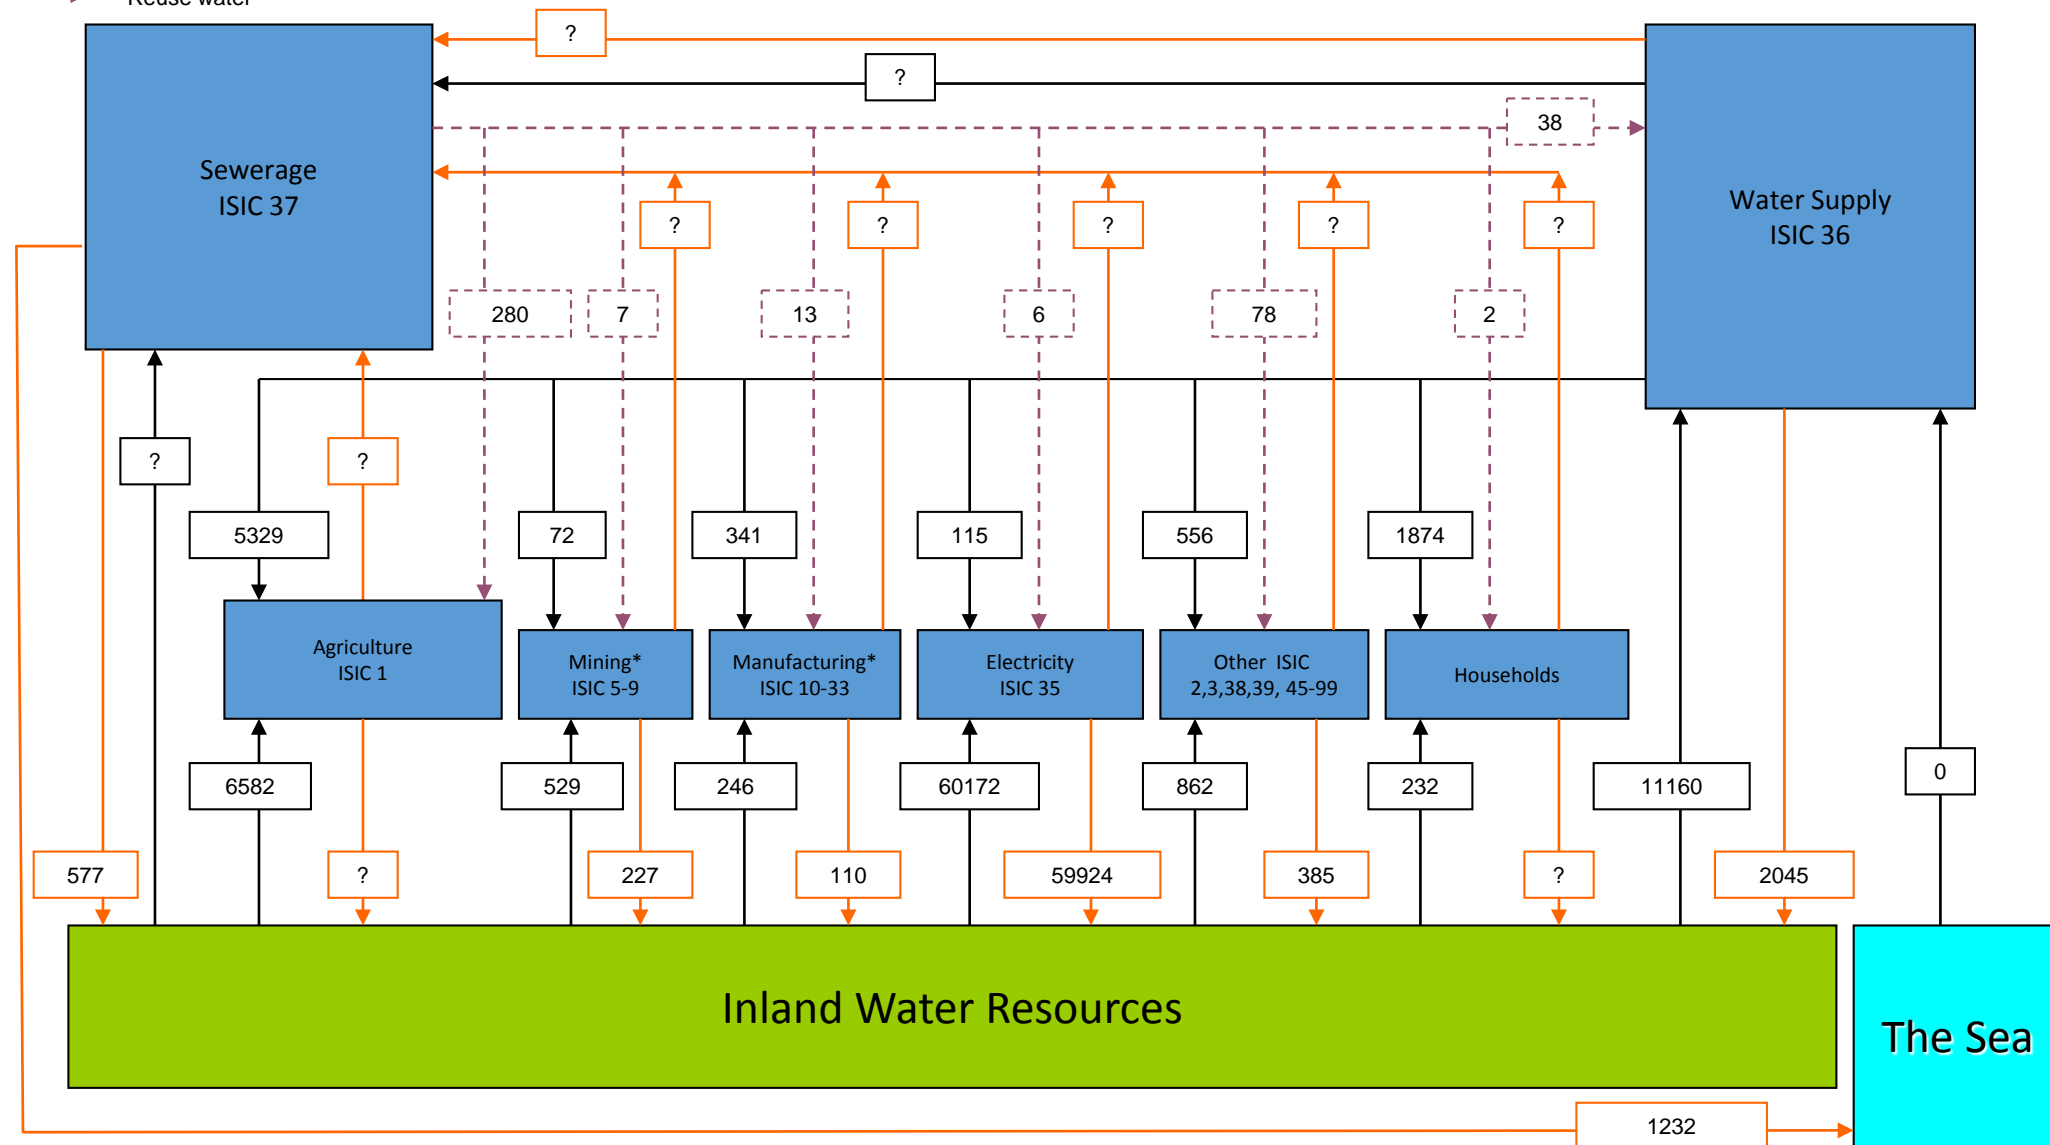 Reuse water
?
?
38
Sewerage
ISIC 37
Water Supply
ISIC 36
?
?
?
?
?
280
7
13
6
78
2
?
?
5329
72
341
115
556
1874
Agriculture
ISIC 1
Mining*
ISIC 5-9
Manufacturing*
ISIC 10-33
Electricity
ISIC 35
Other ISIC
2,3,38,39, 45-99
Households
6582
529
246
60172
862
232
11160
0
577
?
227
110
59924
385
?
2045
Inland Water Resources
The Sea
1232